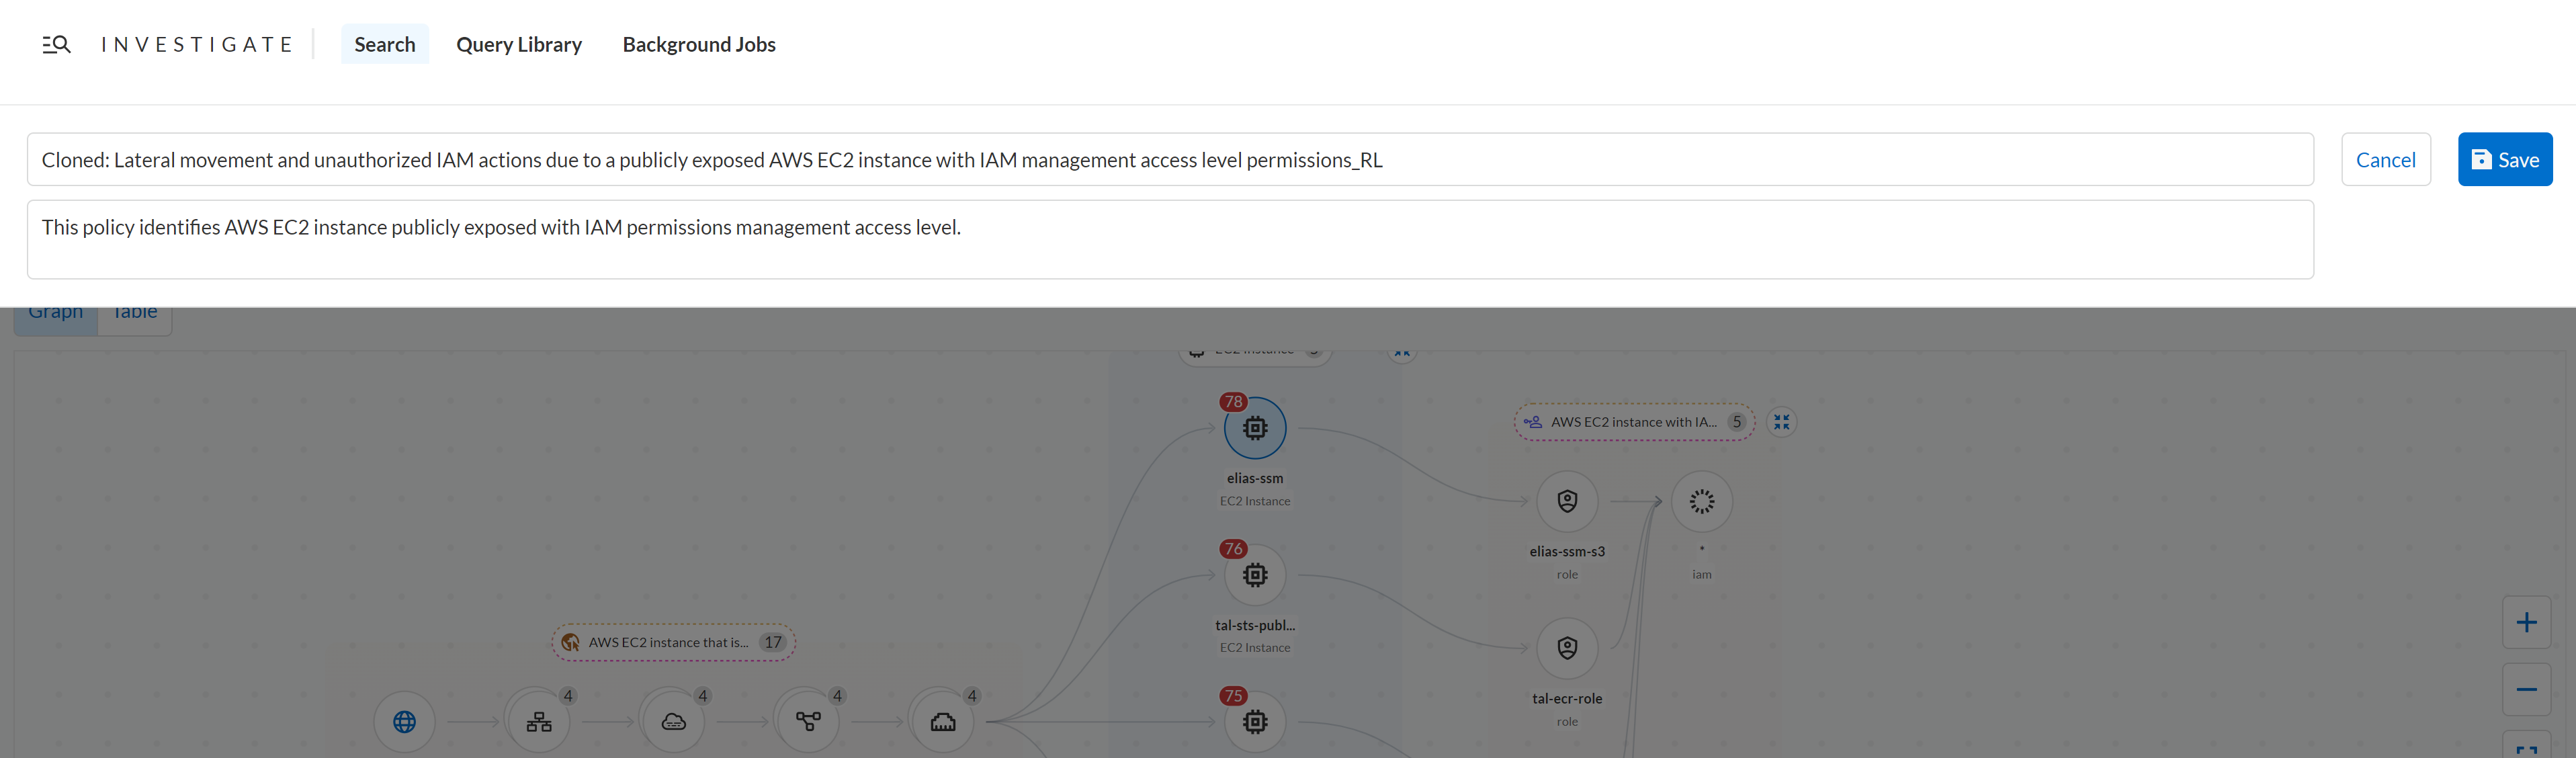 INVESTIGATE
Search
Query Library
Background Jobs
Cloned: Lateral movement and unauthorized IAM actions due to a publicly exposed AWS EC2 instance with IAM management access level permissions_RL
Cancel
Save
This policy identifies AWS EC2 instance publicly exposed with IAM permissions management access level.
Graph
Table
EC2 Instance
78
elias-ssm
EC2 Instance
AWS EC2 instance with IA...
5
elias-ssm-s3
role
*
iam
76
tal-sts-publ...
EC2 Instance
AWS EC2 instance that is...
17
tal-ecr-role
role
4
4
4
4
75